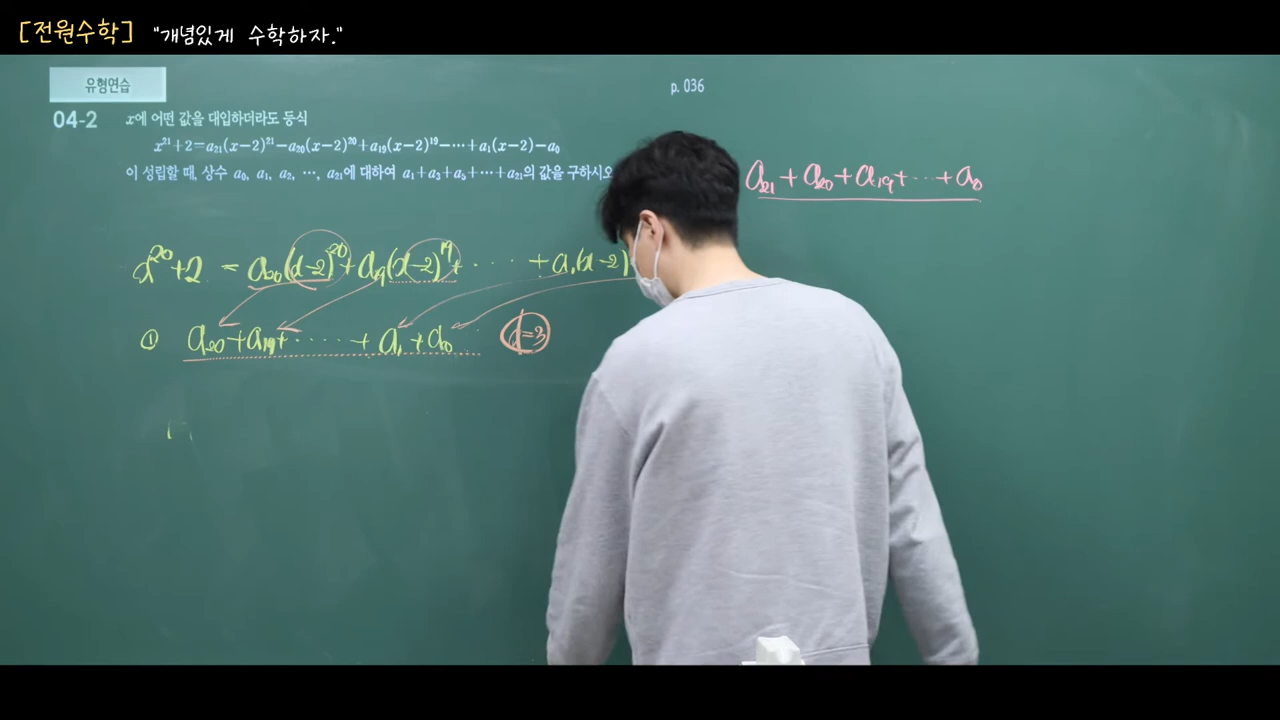 [전원수학] "개념있게 수학하자."
유형연습
p. 036
04-2 x에 어떤 값을 대입하더라도 등식
x²¹+2=a₂₁(x−2)²¹−a₂₀(x−2)²⁰+a₁₉(x−2)¹⁹−⋯+a₁(x−2)−a₀
이 성립할 때, 상수 a₀, a₁, a₂, ⋯, a₂₁에 대하여 a₁+a₃+a₅+⋯+a₂₁의 값을 구하시오
a₂₁+a₂₀+a₁₉+⋯+a₀
x²⁰+2 = a₂₀(x−2)²⁰+a₁₉(x−2)¹⁹+⋯⋯+a₁(x−2)
① a₂₀+a₁₉+⋯⋯+a₁+a₀ x=3